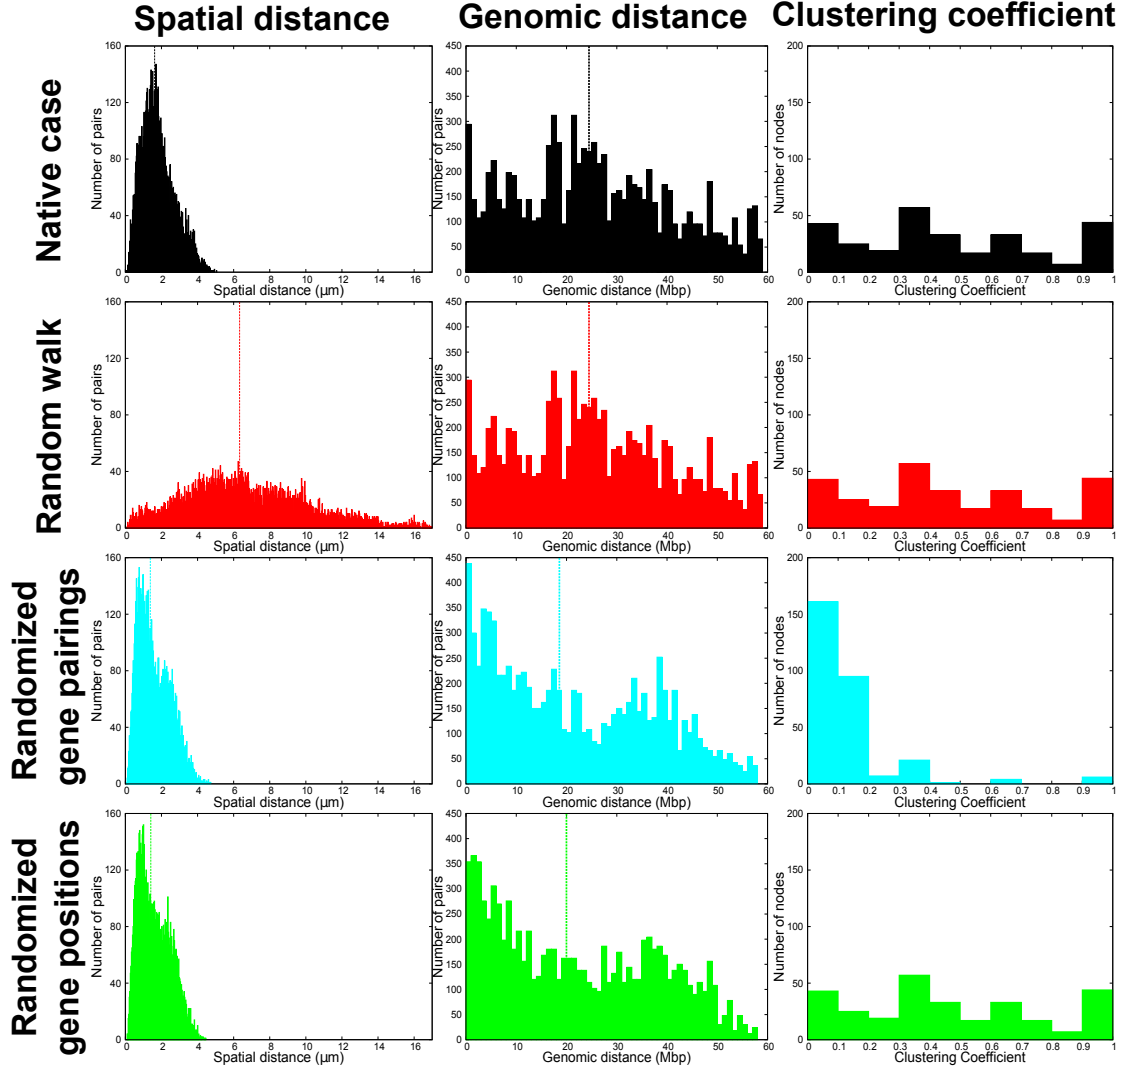 Spatial distance
Genomic distance
Clustering coefficient
Native case
Number of pairs
160
120
80
40
0
0 2 4 6 8 10 12 14 16
Spatial distance (μm)
Number of pairs
450
400
350
300
250
200
150
100
50
0
0 10 20 30 40 50 60
Genomic distance (Mbp)
Number of nodes
200
150
100
50
0
0 0.1 0.2 0.3 0.4 0.5 0.6 0.7 0.8 0.9 1
Clustering Coefficient
Random walk
Number of pairs
160
120
80
40
0
0 2 4 6 8 10 12 14 16
Spatial distance (μm)
Number of pairs
450
400
350
300
250
200
150
100
50
0
0 10 20 30 40 50 60
Genomic distance (Mbp)
Number of nodes
200
150
100
50
0
0 0.1 0.2 0.3 0.4 0.5 0.6 0.7 0.8 0.9 1
Clustering Coefficient
Randomized
gene pairings
Number of pairs
160
120
80
40
0
0 2 4 6 8 10 12 14 16
Spatial distance (μm)
Number of pairs
450
400
350
300
250
200
150
100
50
0
0 10 20 30 40 50 60
Genomic distance (Mbp)
Number of nodes
200
150
100
50
0
0 0.1 0.2 0.3 0.4 0.5 0.6 0.7 0.8 0.9 1
Clustering Coefficient
Randomized
gene positions
Number of pairs
160
120
80
40
0
0 2 4 6 8 10 12 14 16
Spatial distance (μm)
Number of pairs
450
400
350
300
250
200
150
100
50
0
0 10 20 30 40 50 60
Genomic distance (Mbp)
Number of nodes
200
150
100
50
0
0 0.1 0.2 0.3 0.4 0.5 0.6 0.7 0.8 0.9 1
Clustering Coefficient